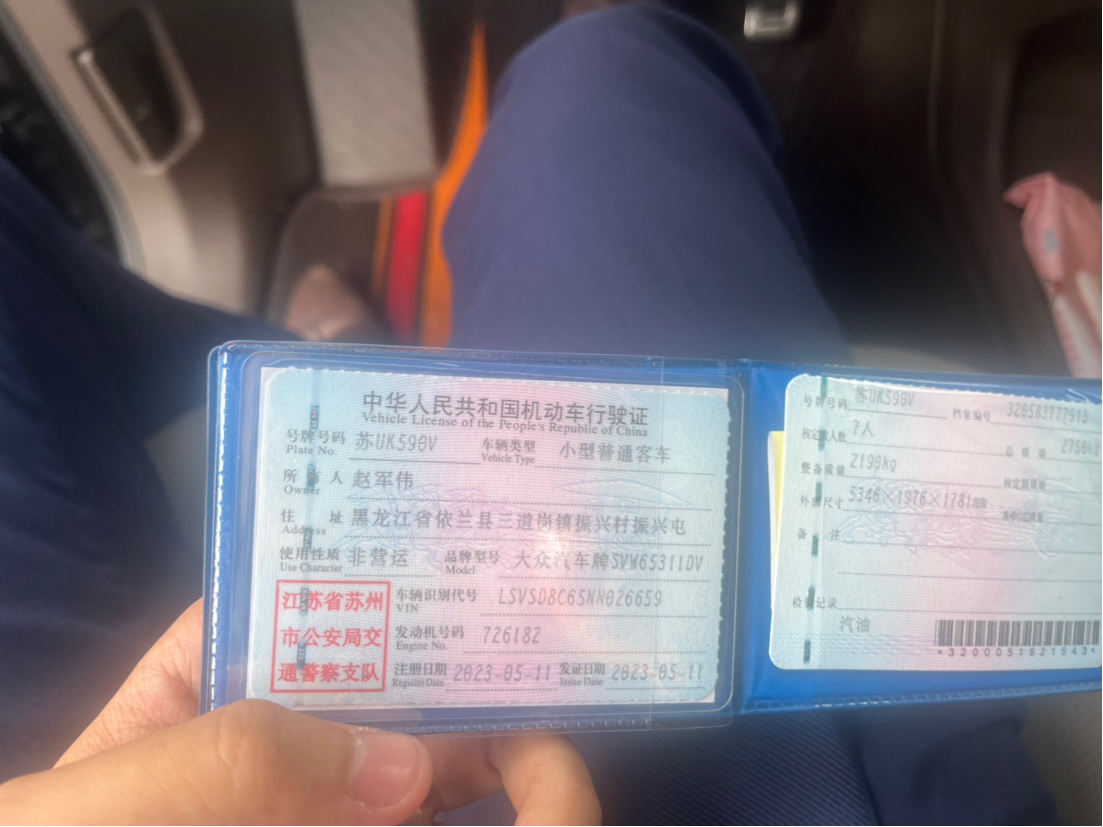 中华人民共和国机动车行驶证
Vehicle License of the People's Republic of China
号牌号码 苏UK590V 车辆类型 小型普通客车
Plate No. Vehicle Type
所 人 赵军伟
Owner
住 址 黑龙江省依兰县三道岗镇振兴村振兴屯
Address
使用性质 非营运 品牌型号 大众汽车牌SVW65311DV
Use Character Model
江苏省苏州
市公安局交
通警察支队
车辆识别代号 LSVSD8C65NN026659
VIN
发动机号码 726182
Engine No.
注册日期 2023-05-11 发证日期 2023-05-11
Register Date Issue Date
号牌号码 苏UK590V 档案编号 320583777913
核定载人数 7人 总质量 2750kg
整备质量 2190kg 核定载质量
外廓尺寸 5346×1976×1781
备 注
检验记录
汽油
*3200051621543*